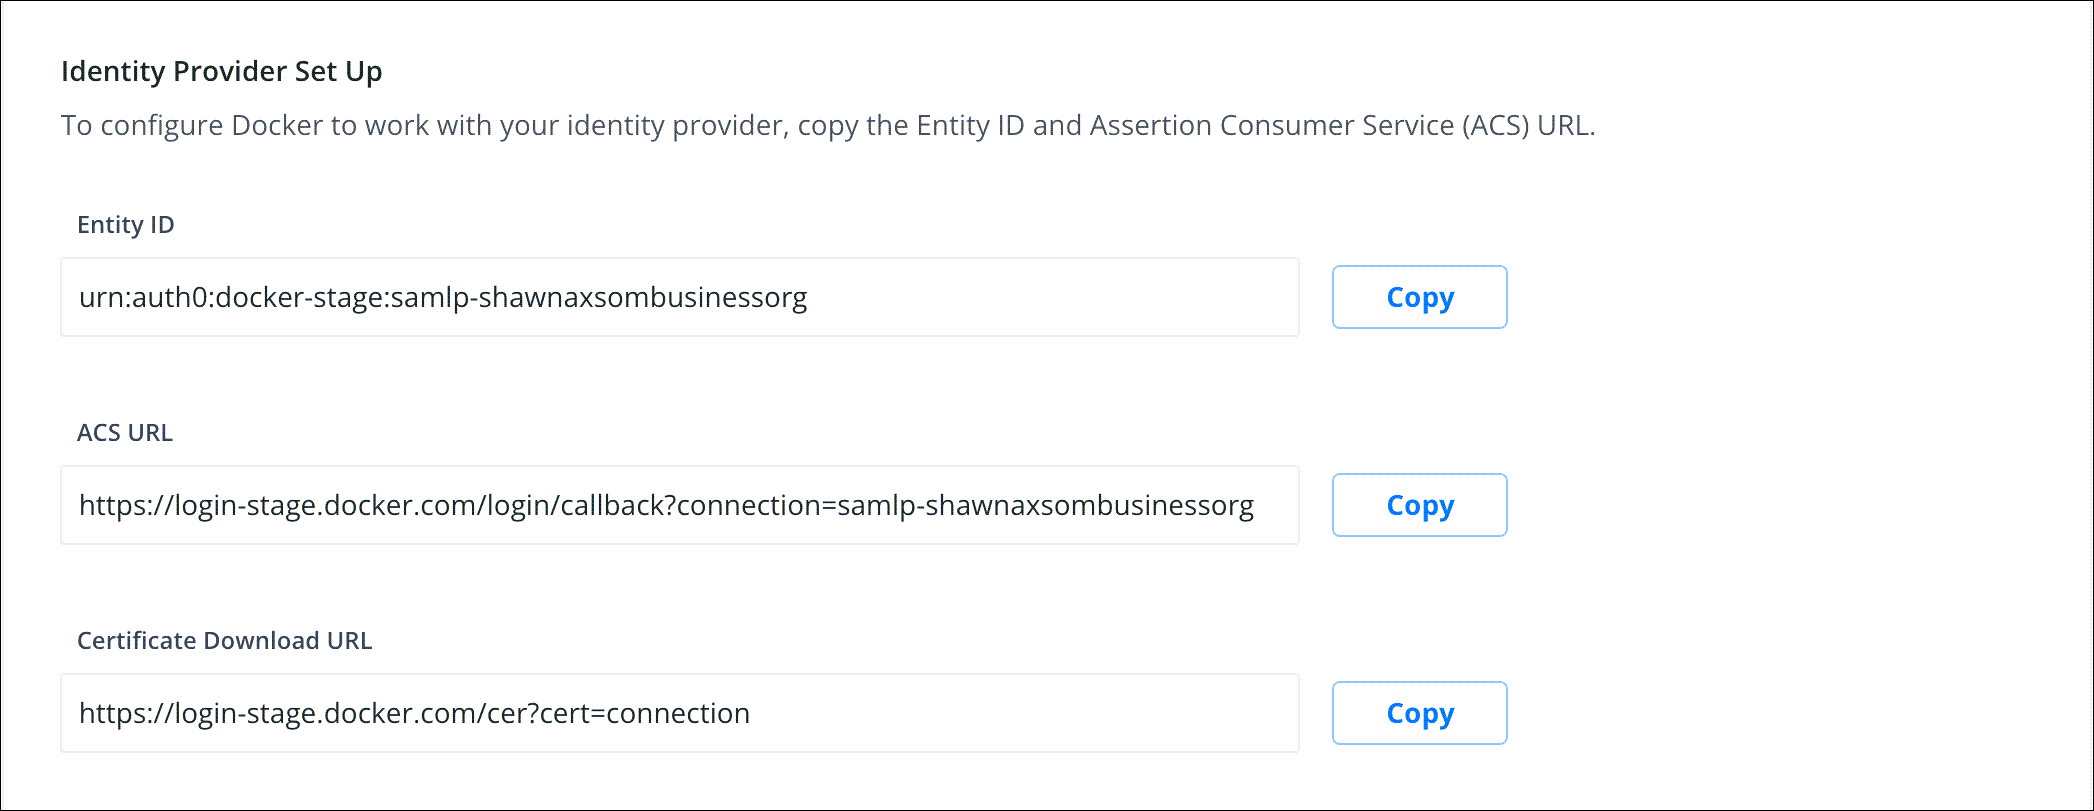 Identity Provider Set Up
To configure Docker to work with your identity provider, copy the Entity ID and Assertion Consumer Service (ACS) URL.
Entity ID
urn:auth0:docker-stage:samlp-shawnaxsombusinessorg
Copy
ACS URL
https://login-stage.docker.com/login/callback?connection=samlp-shawnaxsombusinessorg
Copy
Certificate Download URL
https://login-stage.docker.com/cer?cert=connection
Copy